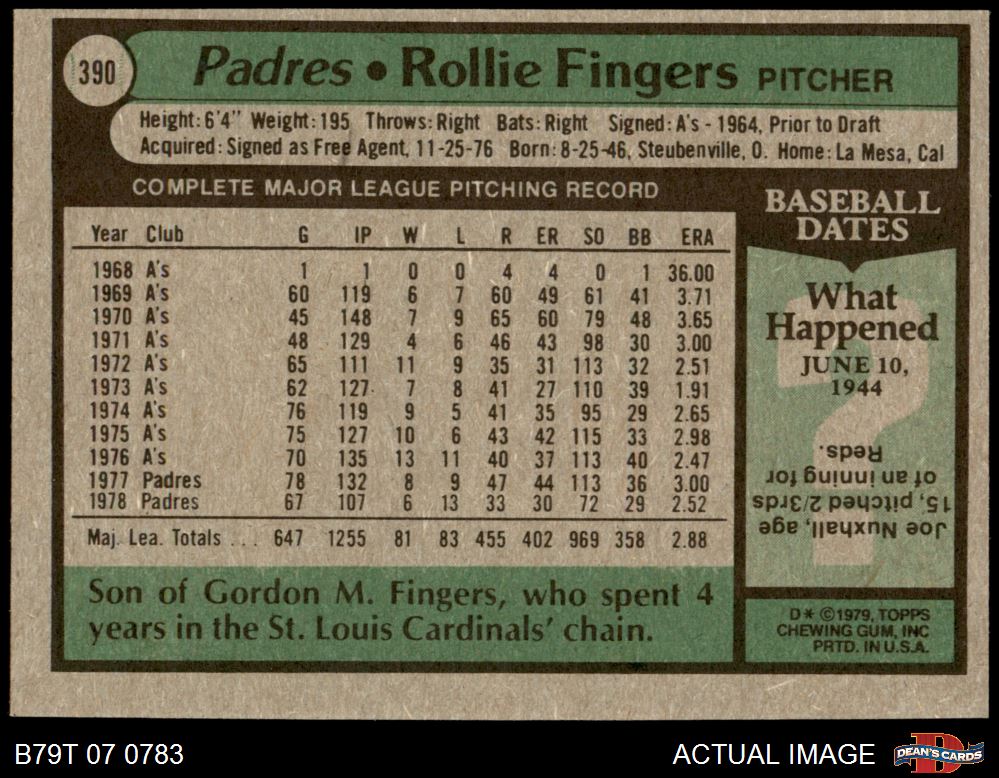 390
Padres • Rollie Fingers PITCHER
Height: 6'4" Weight: 195 Throws: Right Bats: Right Signed: A's - 1964, Prior to Draft
Acquired: Signed as Free Agent, 11-25-76 Born: 8-25-46, Steubenville, O. Home: La Mesa, Cal
COMPLETE MAJOR LEAGUE PITCHING RECORD
Year Club G IP W L R ER SO BB ERA
1968 A's 1 1 0 0 4 4 0 1 36.00
1969 A's 60 119 6 7 60 49 61 41 3.71
1970 A's 45 148 7 9 65 60 79 48 3.65
1971 A's 48 129 4 6 46 43 98 30 3.00
1972 A's 65 111 11 9 35 31 113 32 2.51
1973 A's 62 127 7 8 41 27 110 39 1.91
1974 A's 76 119 9 5 41 35 95 29 2.65
1975 A's 75 127 10 6 43 42 115 33 2.98
1976 A's 70 135 13 11 40 37 113 40 2.47
1977 Padres 78 132 8 9 47 44 113 36 3.00
1978 Padres 67 107 6 13 33 30 72 29 2.52
Maj. Lea. Totals ... 647 1255 81 83 455 402 969 358 2.88
Son of Gordon M. Fingers, who spent 4
years in the St. Louis Cardinals' chain.
BASEBALL
DATES
What
Happened
JUNE 10,
1944
Joe Nuxhall, age
15, pitched 2/3rds
of an inning for
Reds.
D* ©1979, TOPPS
CHEWING GUM, INC
PRTD. IN U.S.A.
B79T 07 0783
ACTUAL IMAGE
DEAN'S CARDS